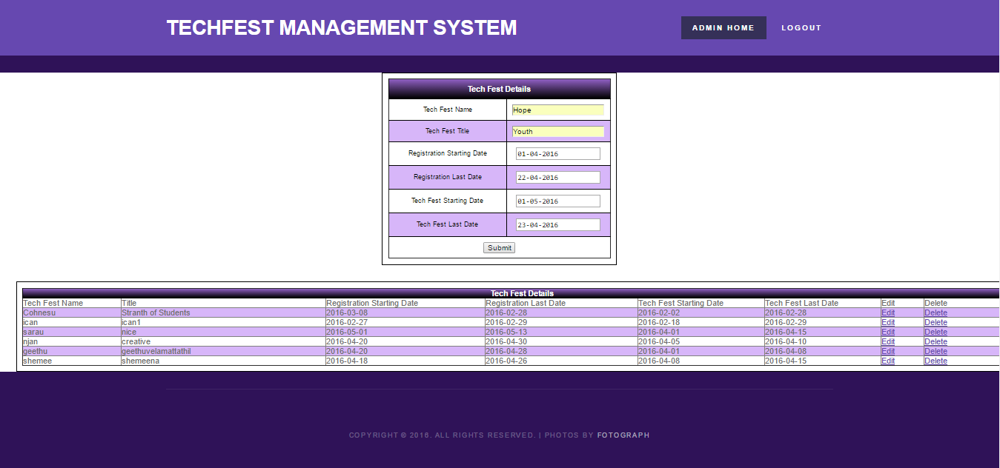 TECHFEST MANAGEMENT SYSTEM ADMIN HOME LOGOUT
Tech Fest Details
Tech Fest Name Hope
Tech Fest Title Youth
Registration Starting Date 01-04-2016
Registration Last Date 22-04-2016
Tech Fest Starting Date 01-05-2016
Tech Fest Last Date 23-04-2016
Submit
Tech Fest Details
Tech Fest Name Title Registration Starting Date Registration Last Date Tech Fest Starting Date Tech Fest Last Date Edit Delete
Cohnesu Stranth of Students 2016-03-08 2016-02-28 2016-02-02 2016-02-28 Edit Delete
ican ican1 2016-02-27 2016-02-29 2016-02-18 2016-02-29 Edit Delete
sarau nice 2016-05-01 2016-05-13 2016-04-01 2016-04-15 Edit Delete
njan creative 2016-04-20 2016-04-30 2016-04-05 2016-04-10 Edit Delete
geethu geethuvelamattathil 2016-04-20 2016-04-28 2016-04-01 2016-04-08 Edit Delete
shemee shemeena 2016-04-18 2016-04-26 2016-04-08 2016-04-15 Edit Delete
COPYRIGHT © 2016. ALL RIGHTS RESERVED. | PHOTOS BY FOTOGRAPH